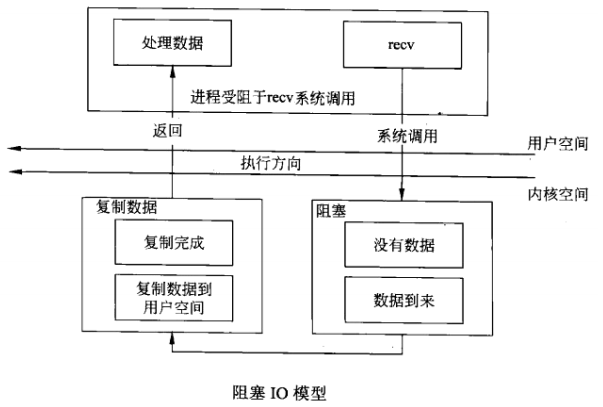 处理数据
recv
进程受阻于recv系统调用
返回
系统调用
用户空间
执行方向
内核空间
复制数据
阻塞
复制完成
没有数据
复制数据到
用户空间
数据到来
阻塞 IO 模型